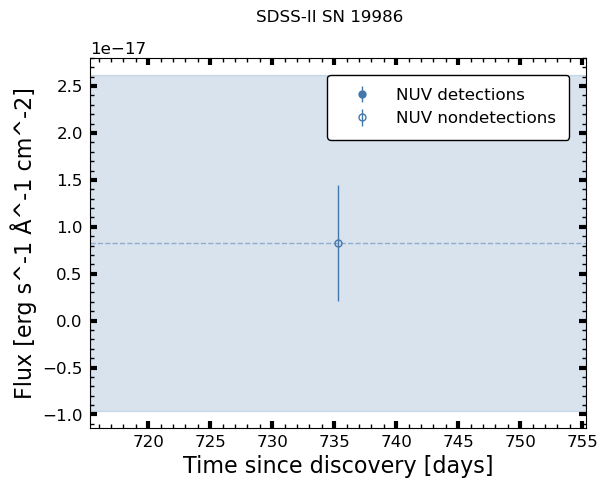 SDSS-II SN 19986
1e−17
NUV detections
NUV nondetections
2.5
2.0
1.5
1.0
0.5
0.0
−0.5
−1.0
Flux [erg s^-1 Å^-1 cm^-2]
720 725 730 735 740 745 750 755
Time since discovery [days]